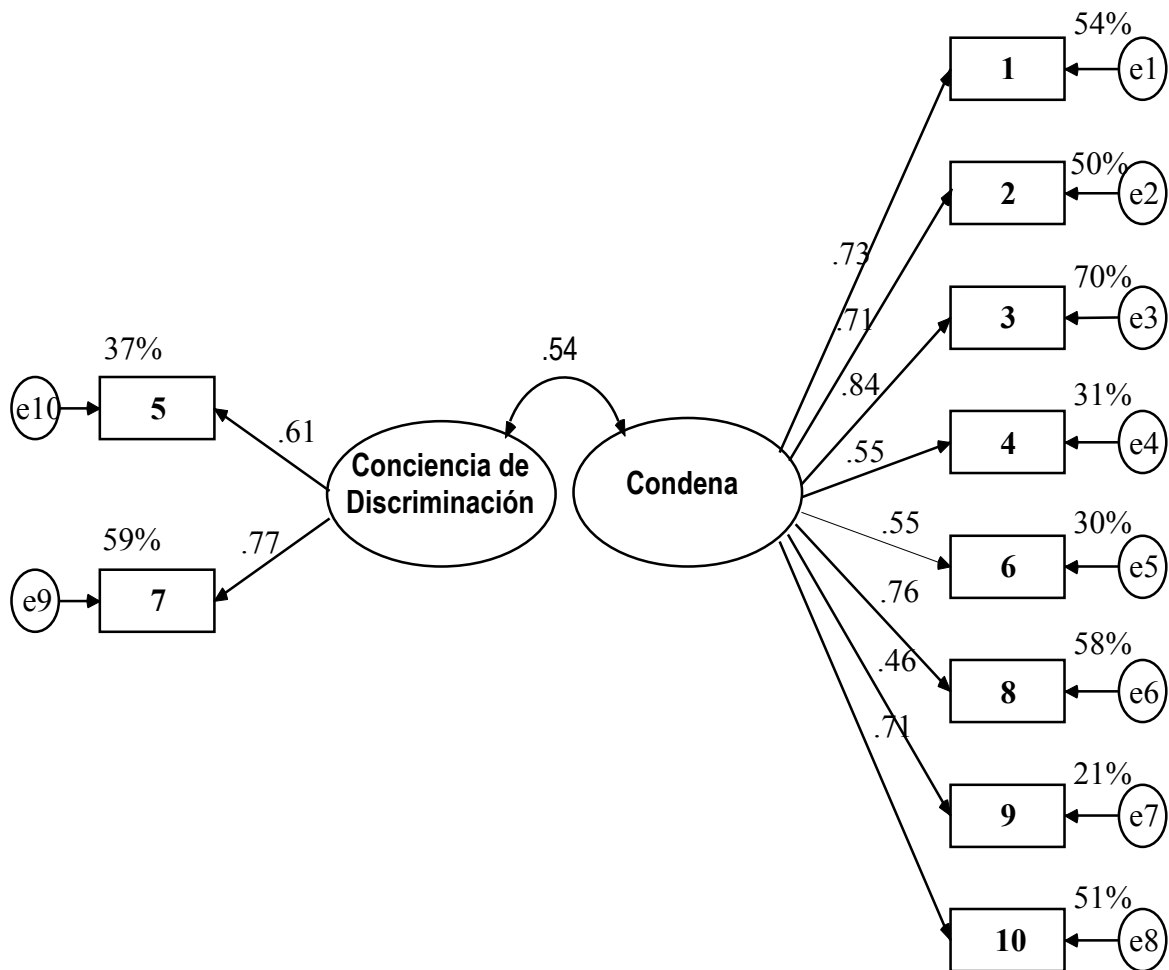 54%
1
e1
50%
2
e2
.73
70%
3
e3
.71
37%
.54
.84
31%
5
e10
4
e4
.61
.55
Conciencia de
Discriminación
Condena
59%
.77
.55
30%
6
e5
7
e9
.76
58%
.46
8
e6
.71
21%
9
e7
51%
10
e8